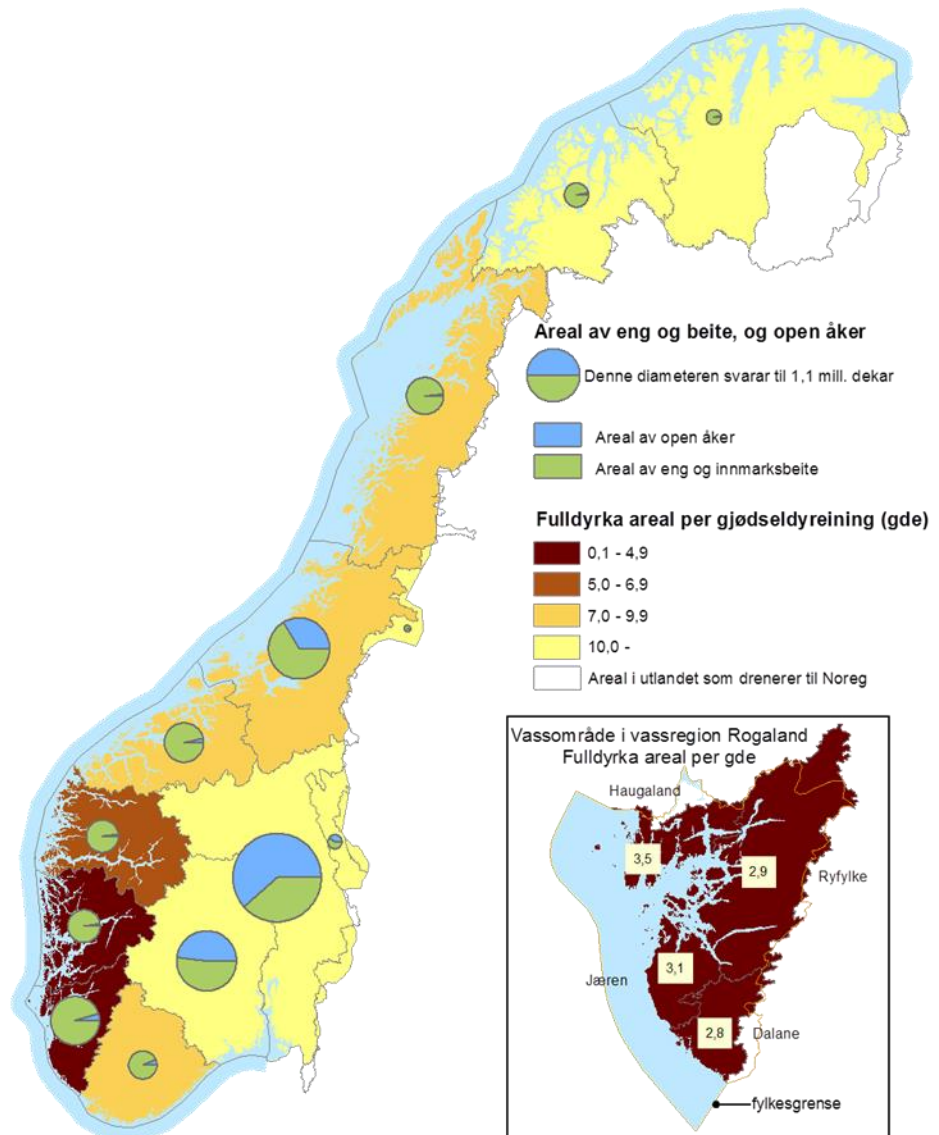 Areal av eng og beite, og open åker
Denne diameteren svarar til 1,1 mill. dekar
Areal av open åker
Areal av eng og innmarksbeite
Fulldyrka areal per gjødseldyreining (gde)
0,1 - 4,9
5,0 - 6,9
7,0 - 9,9
10,0 -
Areal i utlandet som drenerer til Noreg
Vassområde i vassregion Rogaland
Fulldyrka areal per gde
Haugaland
3,5
2,9
Ryfylke
3,1
Jæren
2,8
Dalane
fylkesgrense